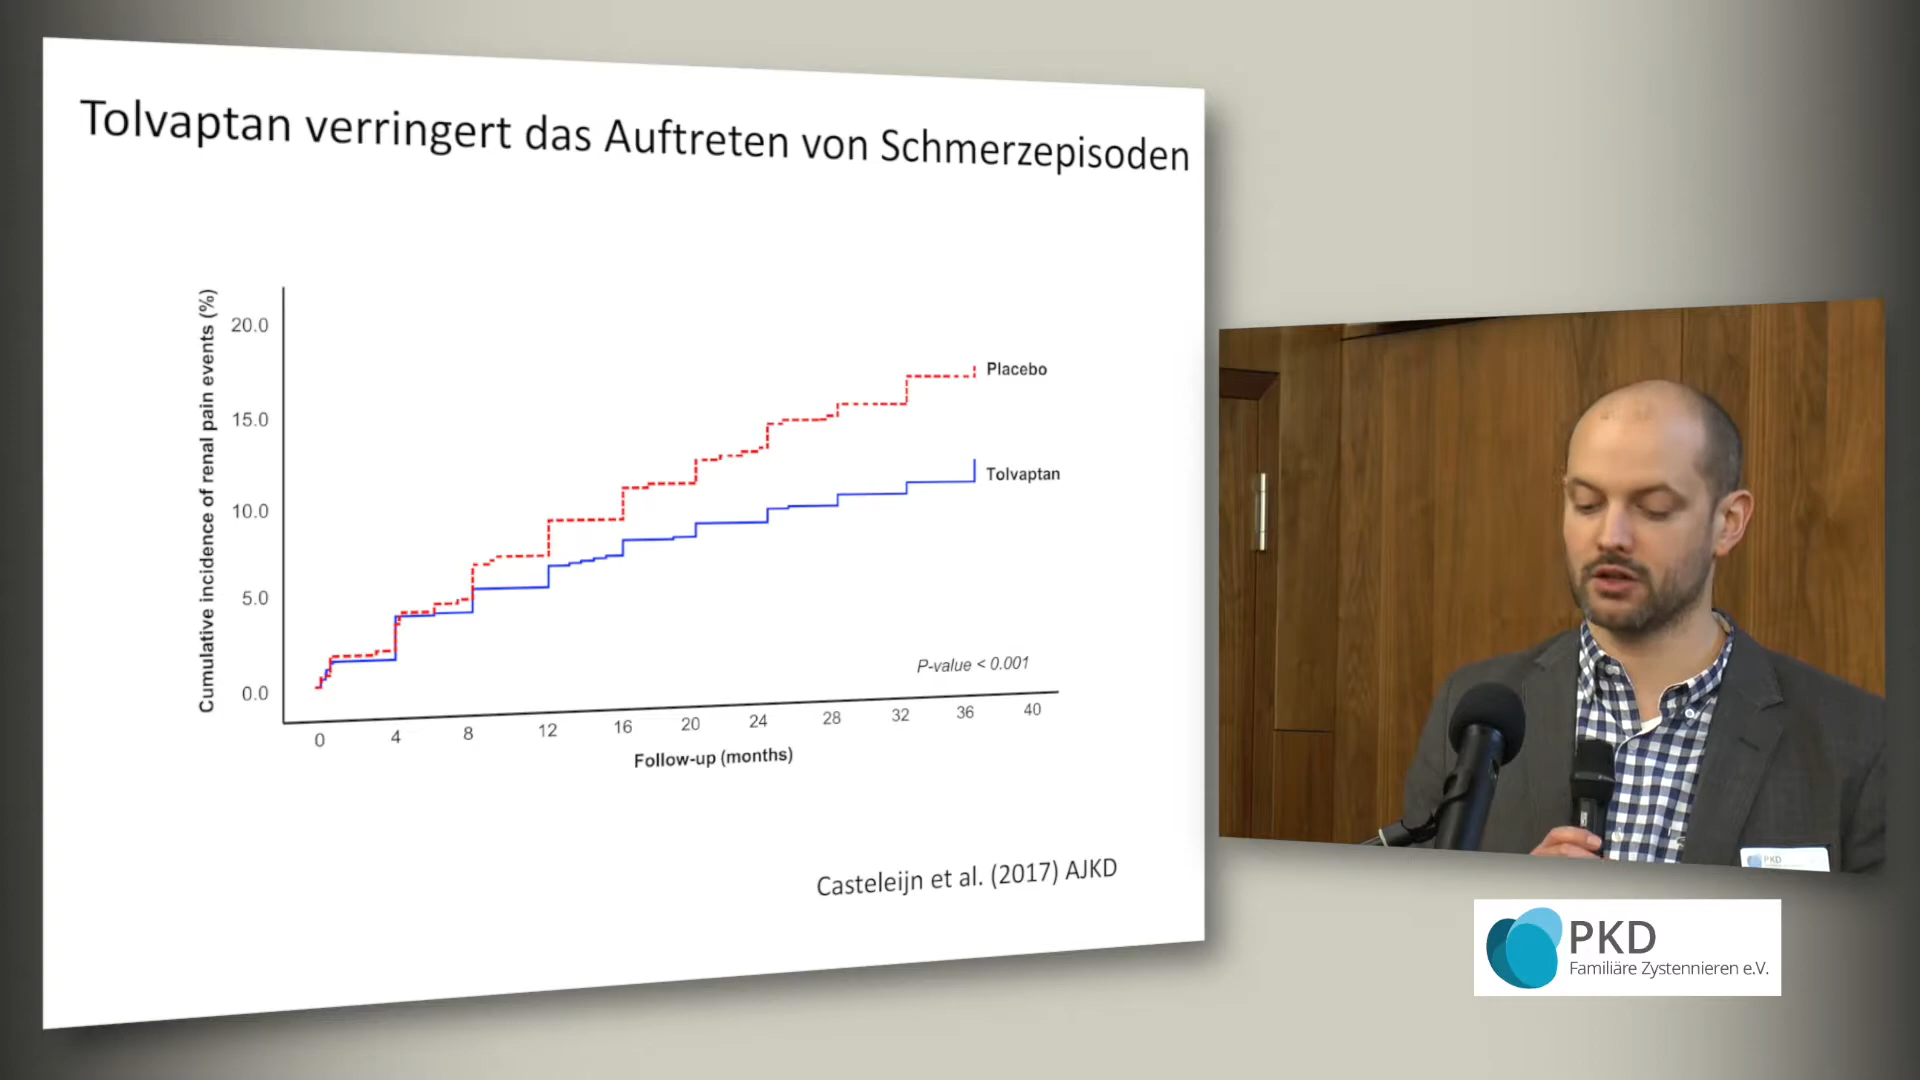 Tolvaptan verringert das Auftreten von Schmerzepisoden
Cumulative incidence of renal pain events (%)
20.0
15.0
10.0
5.0
0.0
Placebo
Tolvaptan
P-value < 0.001
0 4 8 12 16 20 24 28 32 36 40
Follow-up (months)
Casteleijn et al. (2017) AJKD
PKD
PKD
Familiäre Zystennieren e.V.